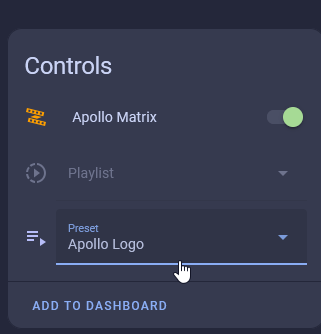 Controls
Apollo Matrix
Playlist
Preset
Apollo Logo
ADD TO DASHBOARD